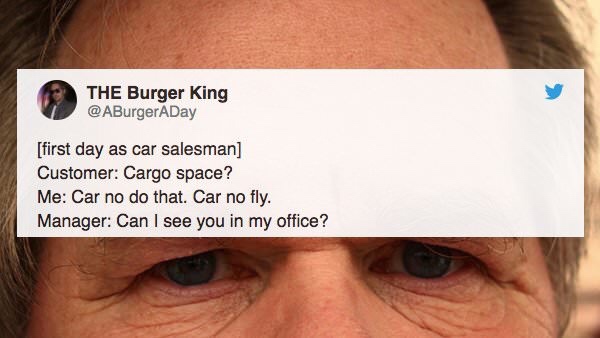 THE Burger King
@ABurgerADay
[first day as car salesman]
Customer: Cargo space?
Me: Car no do that. Car no fly.
Manager: Can I see you in my office?